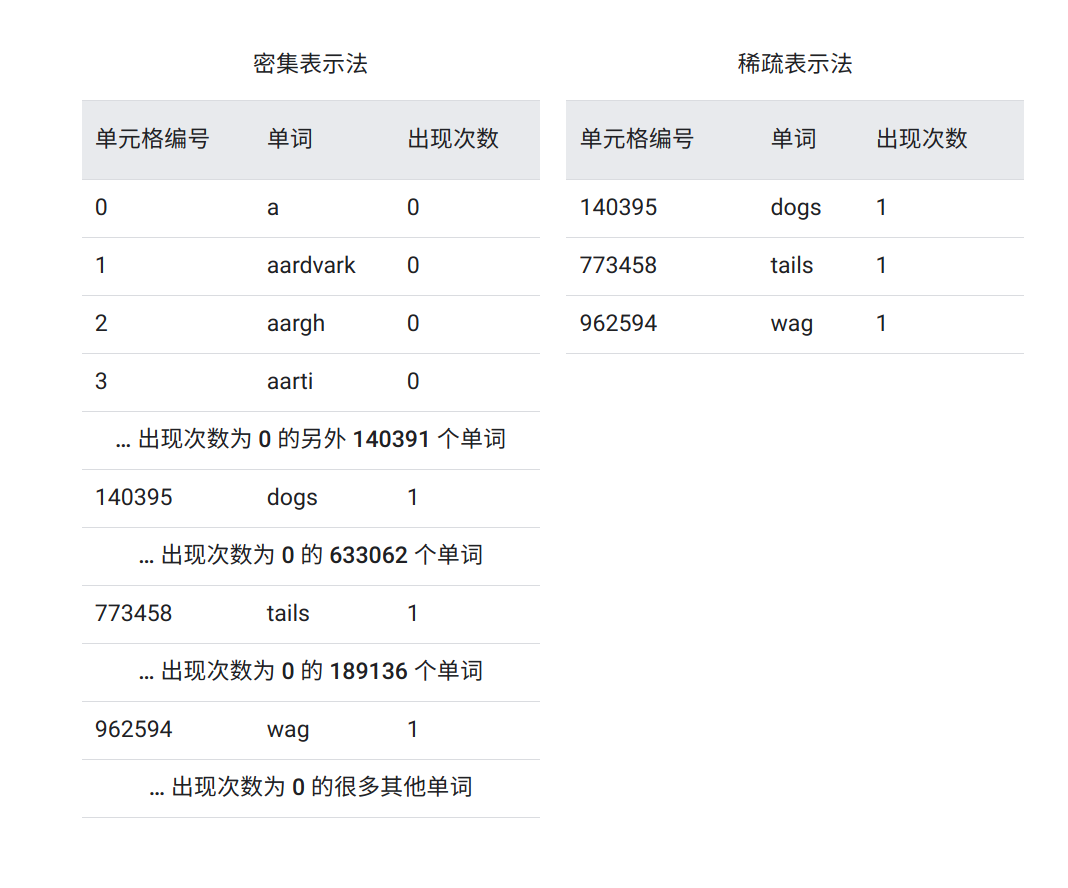 密集表示法
单元格编号 单词 出现次数
0 a 0
1 aardvark 0
2 aargh 0
3 aarti 0
… 出现次数为 0 的另外 140391 个单词
140395 dogs 1
… 出现次数为 0 的 633062 个单词
773458 tails 1
… 出现次数为 0 的 189136 个单词
962594 wag 1
… 出现次数为 0 的很多其他单词
稀疏表示法
单元格编号 单词 出现次数
140395 dogs 1
773458 tails 1
962594 wag 1